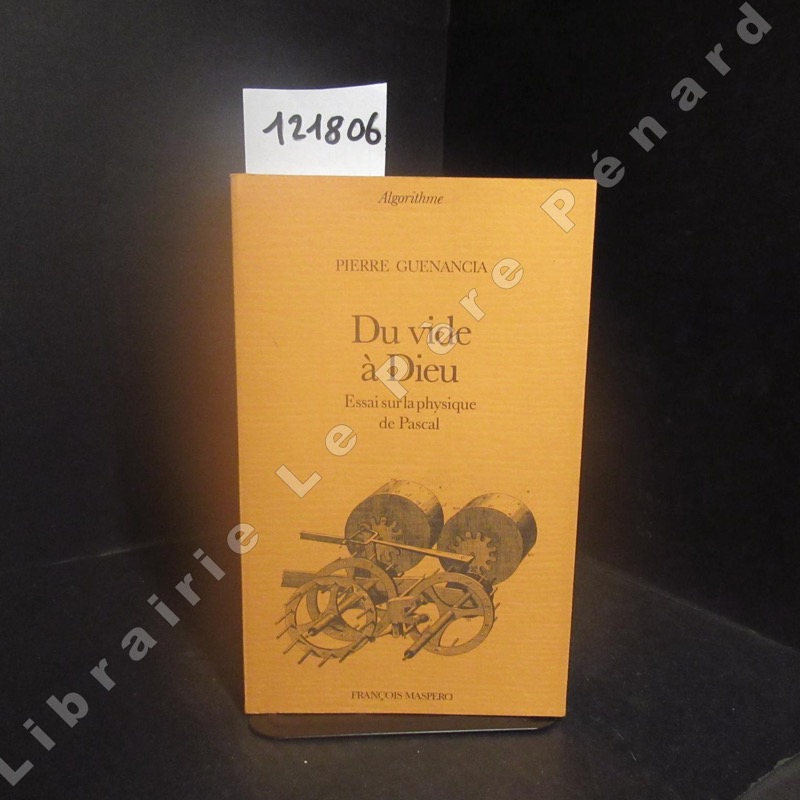 121806
Algorithme
PIERRE GUENANCIA
Du vide
à Dieu
Essai sur la physique
de Pascal
FRANÇOIS MASPERO
Librairie Le Père Pénard